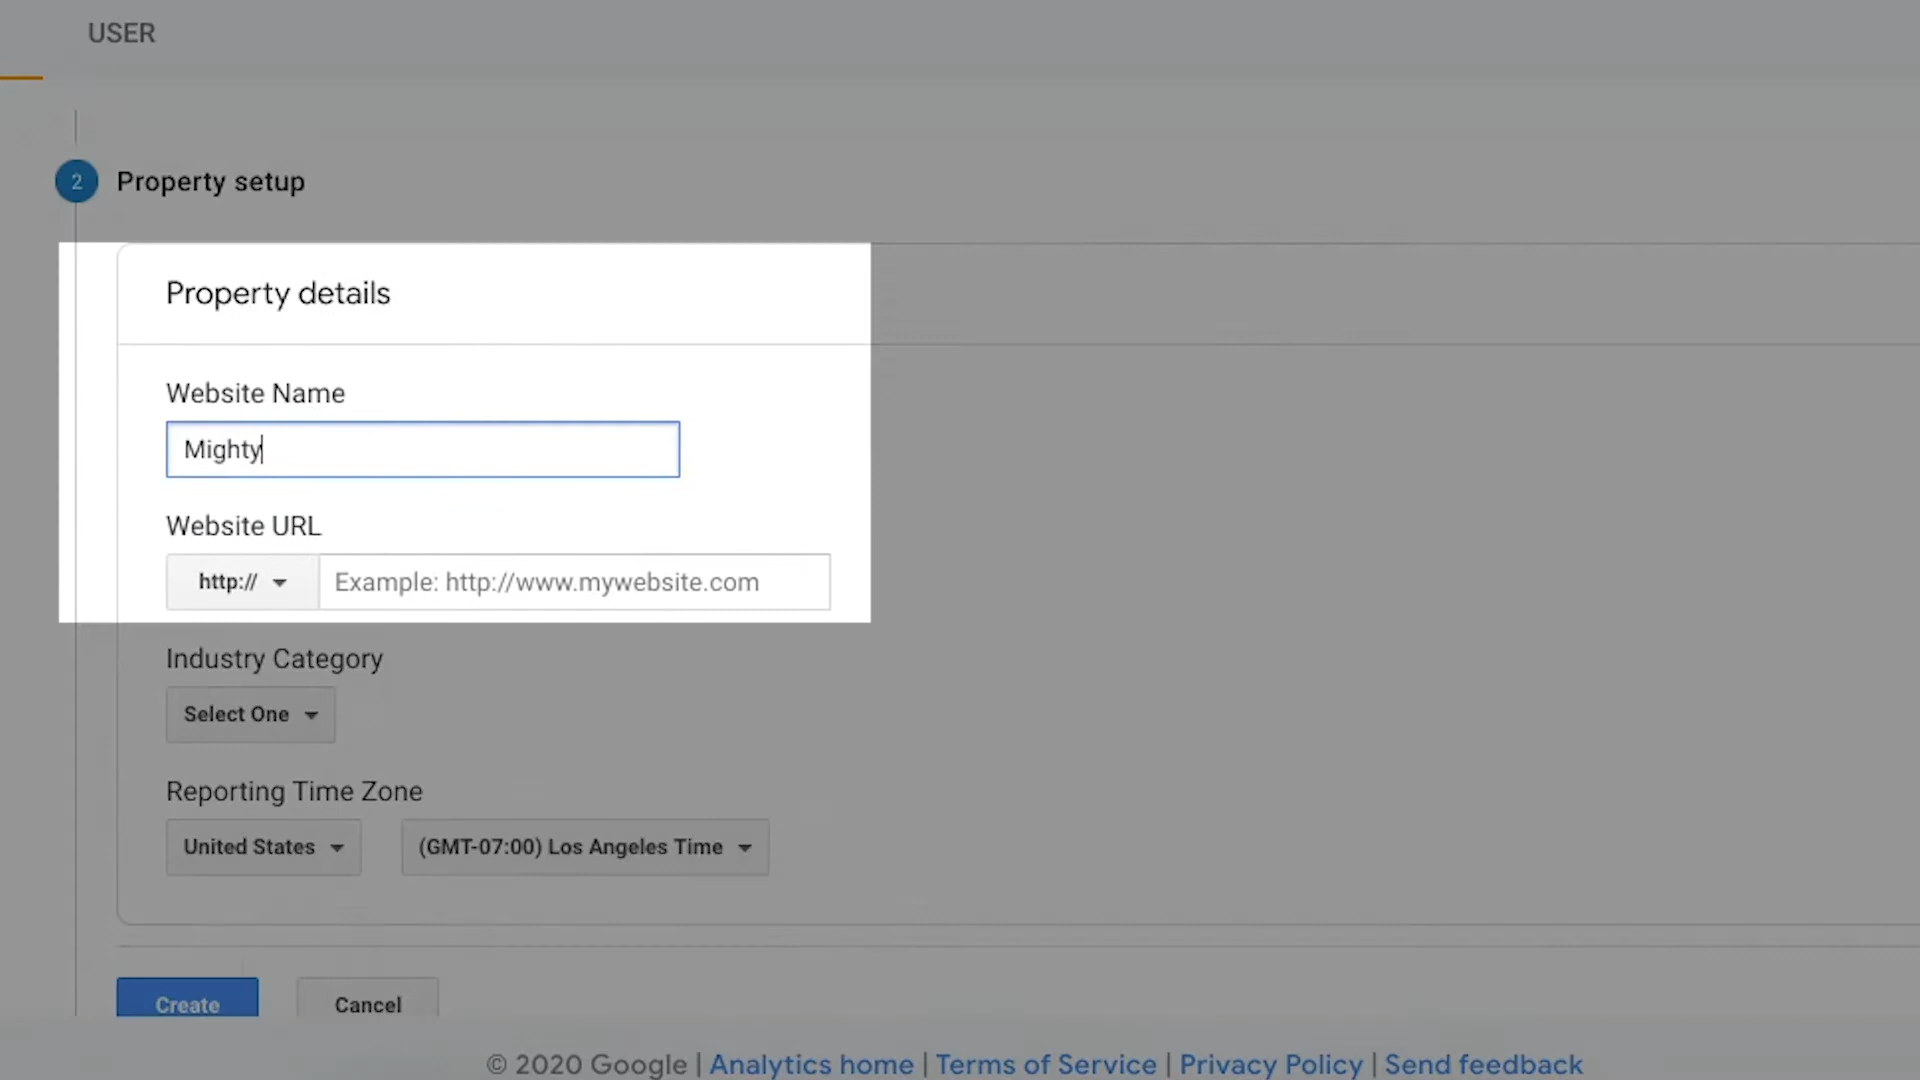 USER
2 Property setup
Property details
Website Name
Mighty
Website URL
http:// Example: http://www.mywebsite.com
Industry Category
Select One
Reporting Time Zone
United States (GMT-07:00) Los Angeles Time
Create Cancel
© 2020 Google | Analytics home | Terms of Service | Privacy Policy | Send feedback